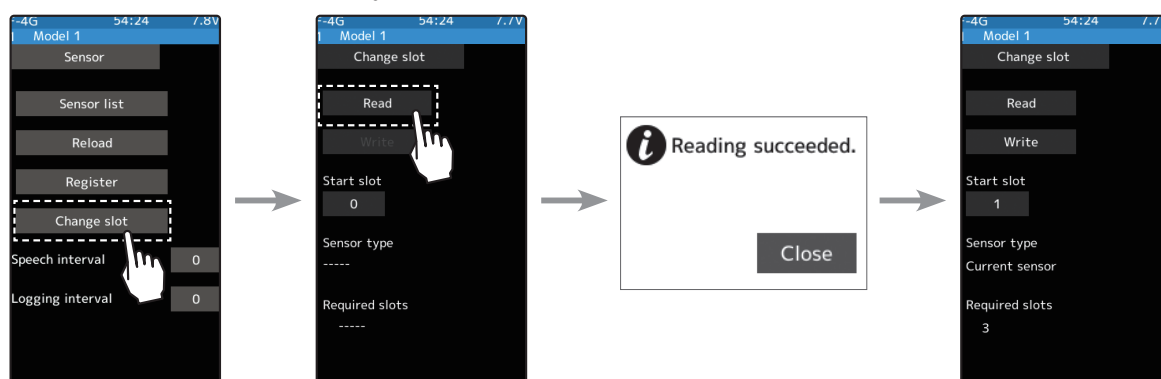 -4G 54:24 7.8V
Model 1
Sensor
Sensor list
Reload
Register
Change slot
Speech interval 0
Logging interval 0
-4G 54:24 7.7V
Model 1
Change slot
Read
Write
Start slot
0
Sensor type
-----
Required slots
-----
Reading succeeded.
Close
-4G 54:24 7.7
Model 1
Change slot
Read
Write
Start slot
1
Sensor type
Current sensor
Required slots
3